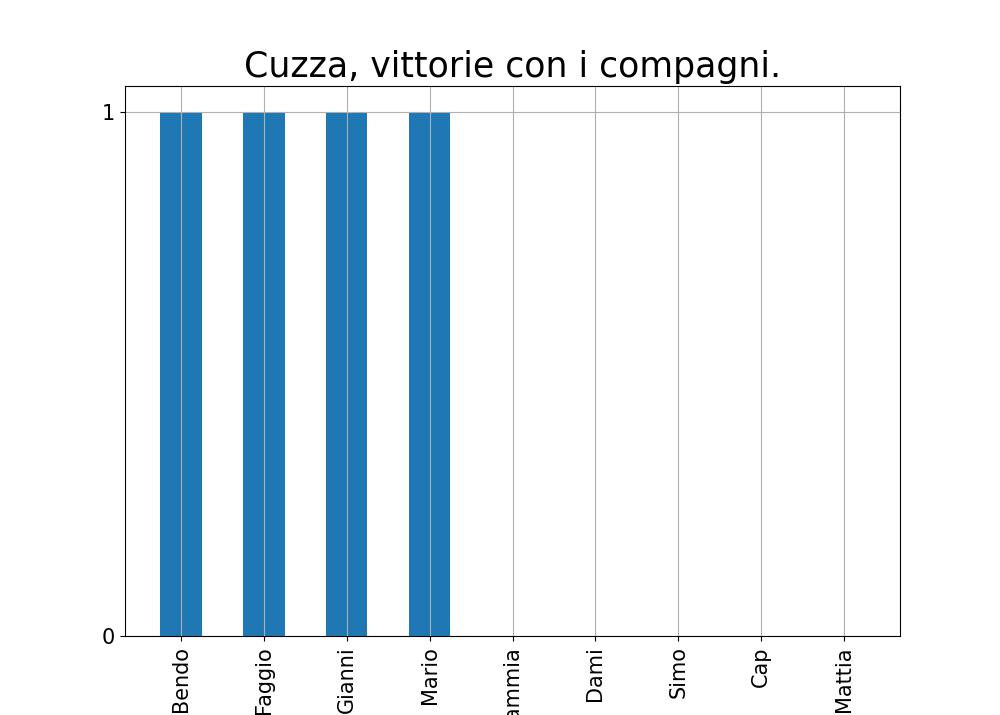 Cuzza, vittorie con i compagni.
1
0
Bendo
Faggio
Gianni
Mario
Dami
Simo
Cap
Mattia